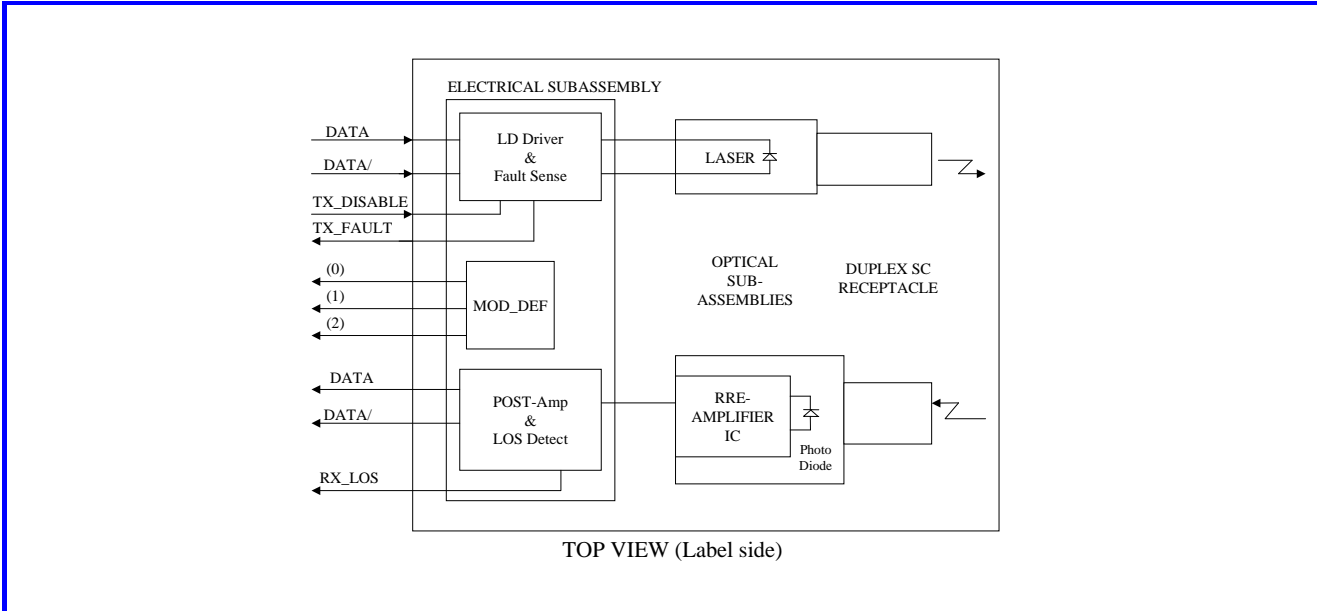 ELECTRICAL SUBASSEMBLY
DATA
DATA/
TX_DISABLE
TX_FAULT
LD Driver
&
Fault Sense
LASER
(0)
(1)
(2)
MOD_DEF
OPTICAL
SUB-
ASSEMBLIES
DUPLEX SC
RECEPTACLE
DATA
DATA/
RX_LOS
POST-Amp
&
LOS Detect
RRE-
AMPLIFIER
IC
Photo
Diode
TOP VIEW (Label side)